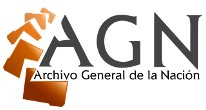 AGN
Archivo General de la Nación